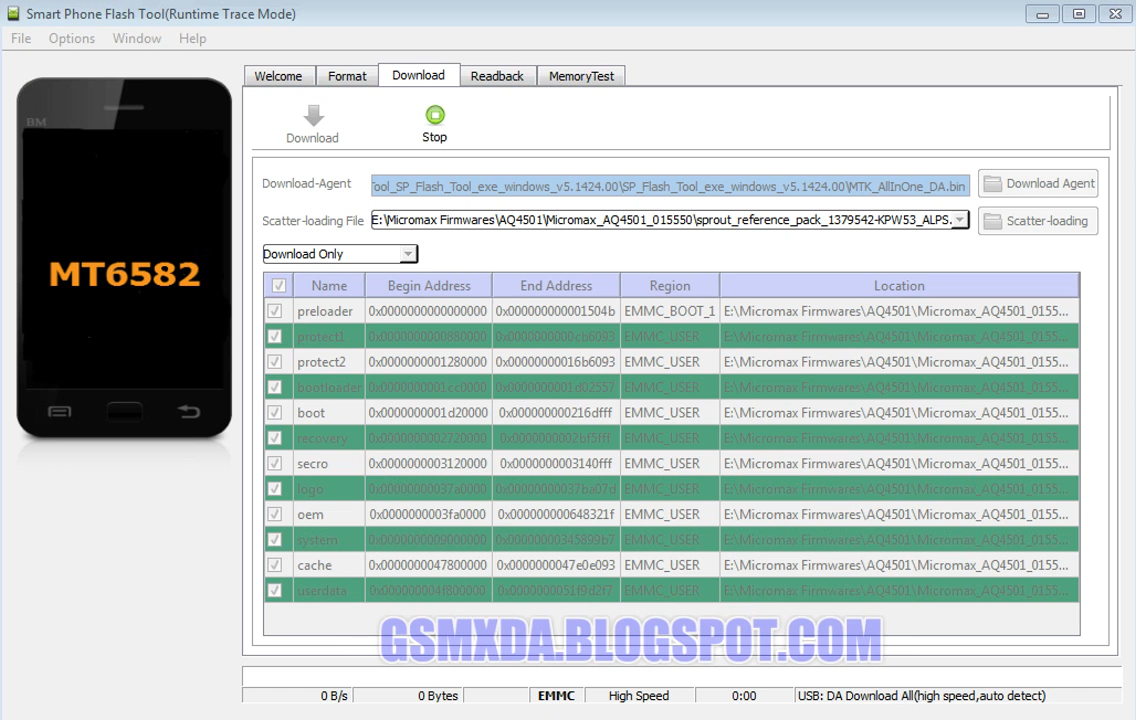 Smart Phone Flash Tool(Runtime Trace Mode)
File Options Window Help
Welcome Format Download Readback MemoryTest
BM
Download Stop
Download-Agent Tool_SP_Flash_Tool_exe_windows_v5.1424.00\SP_Flash_Tool_exe_windows_v5.1424.00\MTK_AllInOne_DA.bin Download Agent
Scatter-loading File E:\Micromax Firmwares\AQ4501\Micromax_AQ4501_015550\sprout_reference_pack_1379542-KPW53_ALPS. Scatter-loading
Download Only
MT6582
Name Begin Address End Address Region Location
preloader 0x0000000000000000 0x000000000001504b EMMC_BOOT_1 E:\Micromax Firmwares\AQ4501\Micromax_AQ4501_0155...
protect1 0x0000000000880000 0x0000000000cb6093 EMMC_USER E:\Micromax Firmwares\AQ4501\Micromax_AQ4501_0155...
protect2 0x0000000001280000 0x00000000016b6093 EMMC_USER E:\Micromax Firmwares\AQ4501\Micromax_AQ4501_0155...
bootloader 0x0000000001cc0000 0x0000000001d02557 EMMC_USER E:\Micromax Firmwares\AQ4501\Micromax_AQ4501_0155...
boot 0x0000000001d20000 0x000000000216dfff EMMC_USER E:\Micromax Firmwares\AQ4501\Micromax_AQ4501_0155...
recovery 0x0000000002720000 0x0000000002bf5fff EMMC_USER E:\Micromax Firmwares\AQ4501\Micromax_AQ4501_0155...
secro 0x0000000003120000 0x0000000003140fff EMMC_USER E:\Micromax Firmwares\AQ4501\Micromax_AQ4501_0155...
logo 0x00000000037a0000 0x00000000037ba07d EMMC_USER E:\Micromax Firmwares\AQ4501\Micromax_AQ4501_0155...
oem 0x0000000003fa0000 0x000000000648321f EMMC_USER E:\Micromax Firmwares\AQ4501\Micromax_AQ4501_0155...
system 0x0000000009000000 0x00000000345899b7 EMMC_USER E:\Micromax Firmwares\AQ4501\Micromax_AQ4501_0155...
cache 0x0000000047800000 0x0000000047e0e093 EMMC_USER E:\Micromax Firmwares\AQ4501\Micromax_AQ4501_0155...
userdata 0x000000004f800000 0x0000000051f9d2f7 EMMC_USER E:\Micromax Firmwares\AQ4501\Micromax_AQ4501_0155...
GSMXDA.BLOGSPOT.COM
0 B/s 0 Bytes EMMC High Speed 0:00 USB: DA Download All(high speed,auto detect)